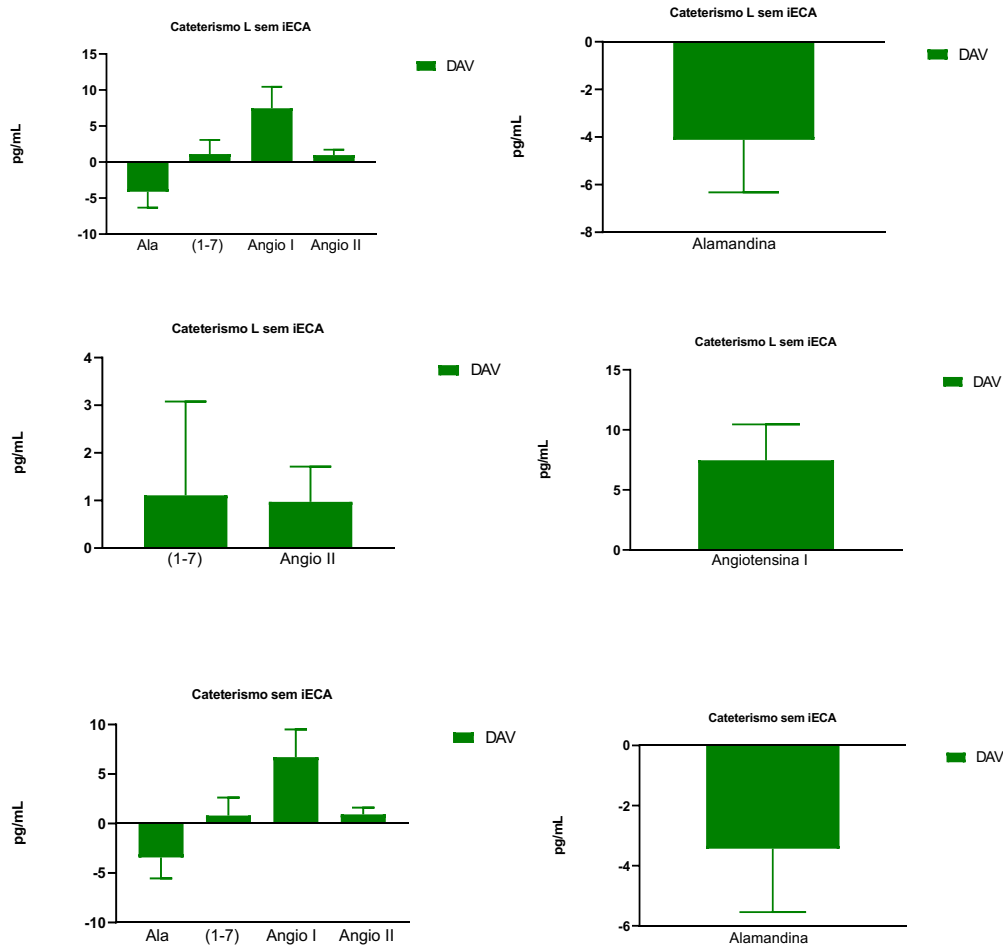 Cateterismo L sem iECA
DAV
pg/mL
15
10
5
0
-5
-10
Ala (1-7) Angio I Angio II
Cateterismo L sem iECA
DAV
pg/mL
0
-2
-4
-6
-8
Alamandina
Cateterismo L sem iECA
DAV
pg/mL
4
3
2
1
0
(1-7) Angio II
Cateterismo L sem iECA
DAV
pg/mL
15
10
5
0
Angiotensina I
Cateterismo sem iECA
DAV
pg/mL
10
5
0
-5
-10
Ala (1-7) Angio I Angio II
Cateterismo sem iECA
DAV
pg/mL
0
-2
-4
-6
Alamandina